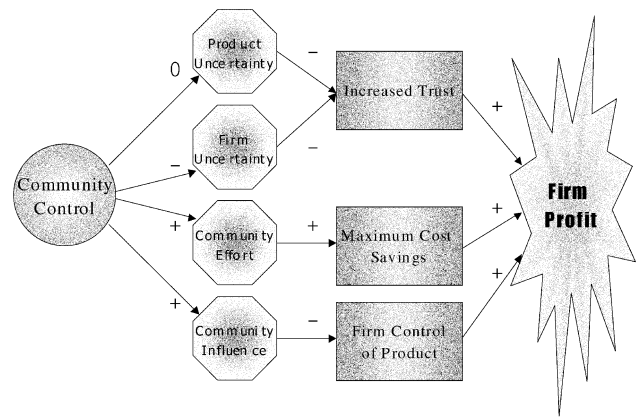 Product
Uncertainty
0
−
Increased Trust
+
Firm
Uncertainty
−
−
Community
Control
Firm
Profit
+
Community
Effort
+
Maximum Cost
Savings
+
+
Community
Influence
−
Firm Control
of Product
+